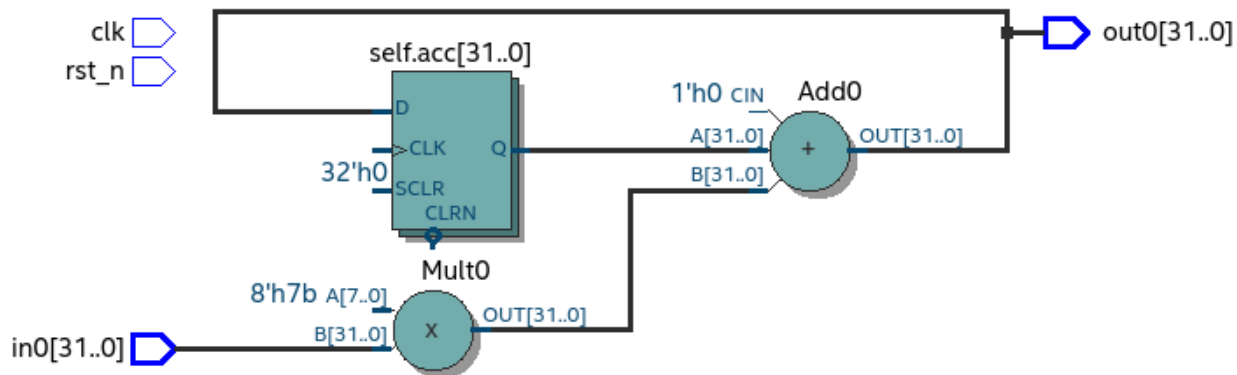 clk
rst_n
self.acc[31..0]
D
CLK
Q
32'h0
SCLR
CLRN
1'h0 CIN
Add0
A[31..0]
B[31..0]
+
OUT[31..0]
out0[31..0]
Mult0
8'h7b A[7..0]
B[31..0]
x
OUT[31..0]
in0[31..0]